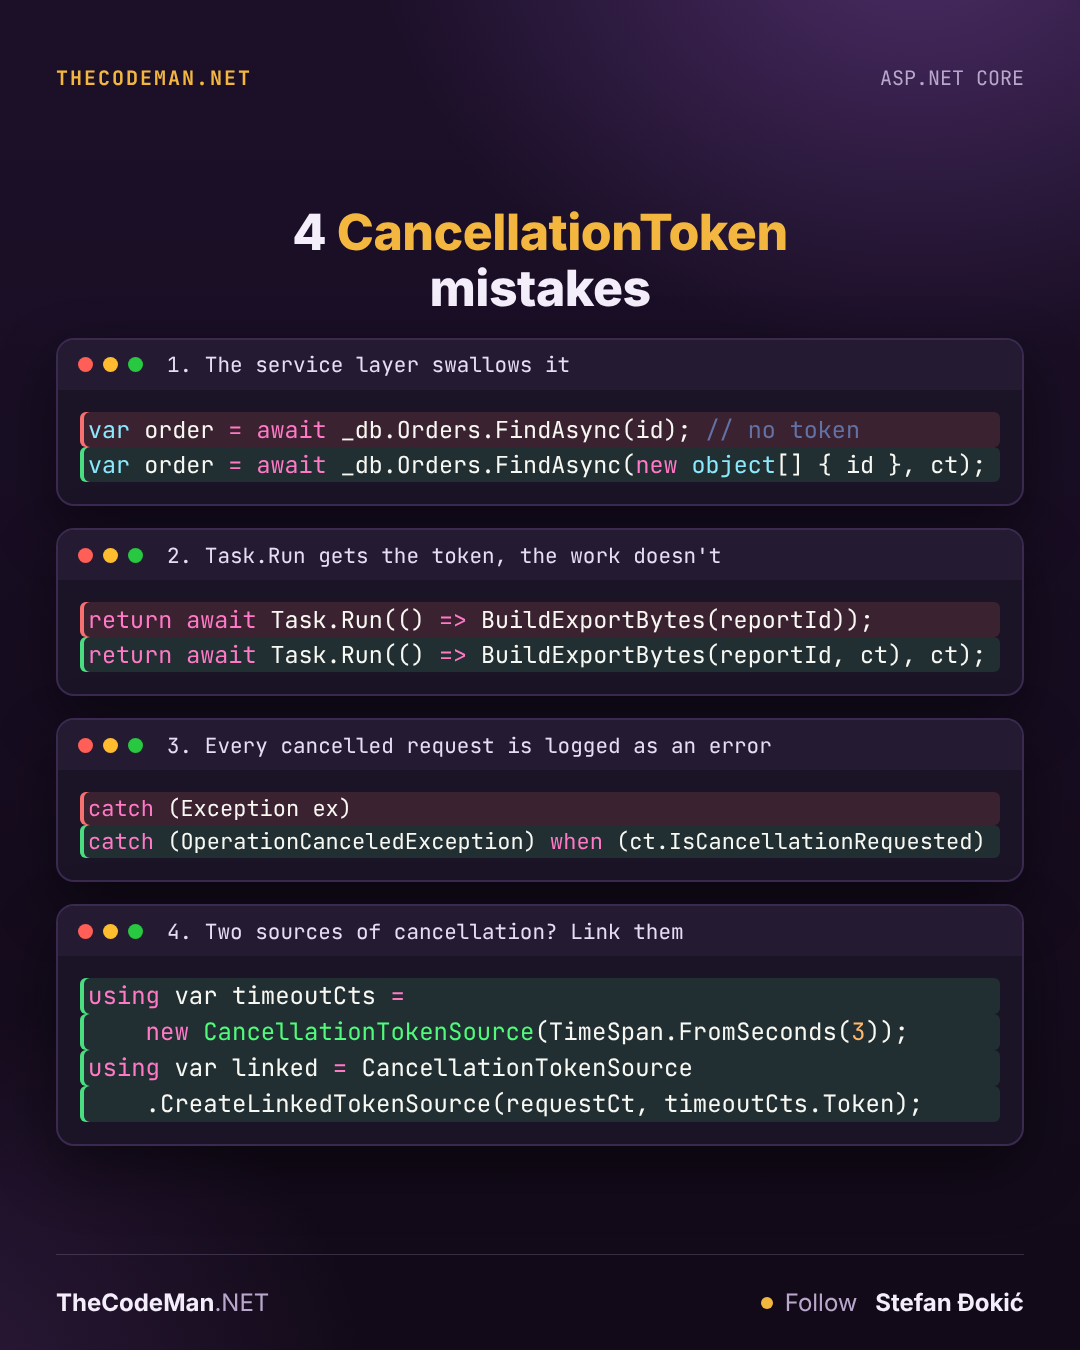 THECODEMAN.NET
ASP.NET CORE
4 CancellationToken
mistakes
1. The service layer swallows it
var order = await _db.Orders.FindAsync(id); // no token
var order = await _db.Orders.FindAsync(new object[] { id }, ct);
2. Task.Run gets the token, the work doesn't
return await Task.Run(() => BuildExportBytes(reportId));
return await Task.Run(() => BuildExportBytes(reportId, ct), ct);
3. Every cancelled request is logged as an error
catch (Exception ex)
catch (OperationCanceledException) when (ct.IsCancellationRequested)
4. Two sources of cancellation? Link them
using var timeoutCts =
    new CancellationTokenSource(TimeSpan.FromSeconds(3));
using var linked = CancellationTokenSource
    .CreateLinkedTokenSource(requestCt, timeoutCts.Token);
TheCodeMan.NET
Follow Stefan Đokić